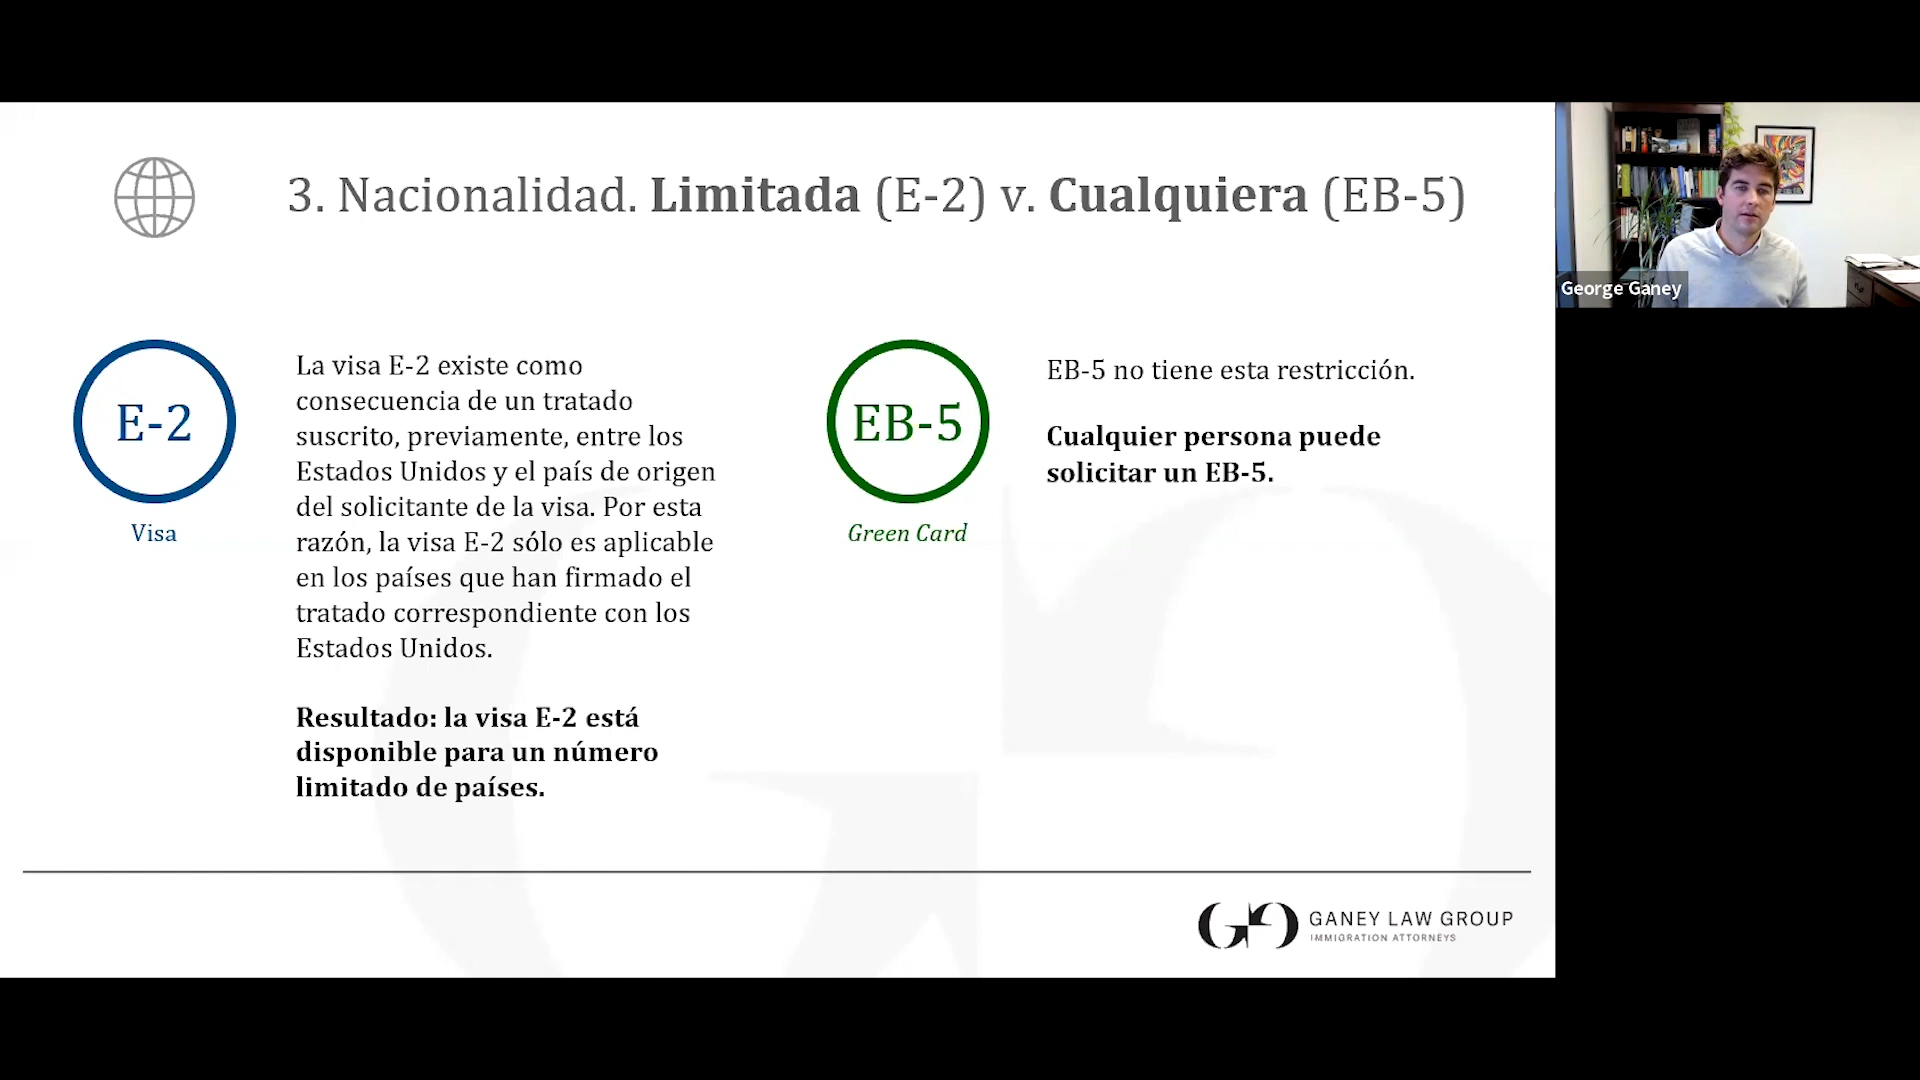 3. Nacionalidad. Limitada (E-2) v. Cualquiera (EB-5)
E-2
Visa
La visa E-2 existe como
consecuencia de un tratado
suscrito, previamente, entre los
Estados Unidos y el país de origen
del solicitante de la visa. Por esta
razón, la visa E-2 sólo es aplicable
en los países que han firmado el
tratado correspondiente con los
Estados Unidos.
Resultado: la visa E-2 está
disponible para un número
limitado de países.
EB-5
Green Card
EB-5 no tiene esta restricción.
Cualquier persona puede
solicitar un EB-5.
GANEY LAW GROUP
IMMIGRATION ATTORNEYS
George Ganey